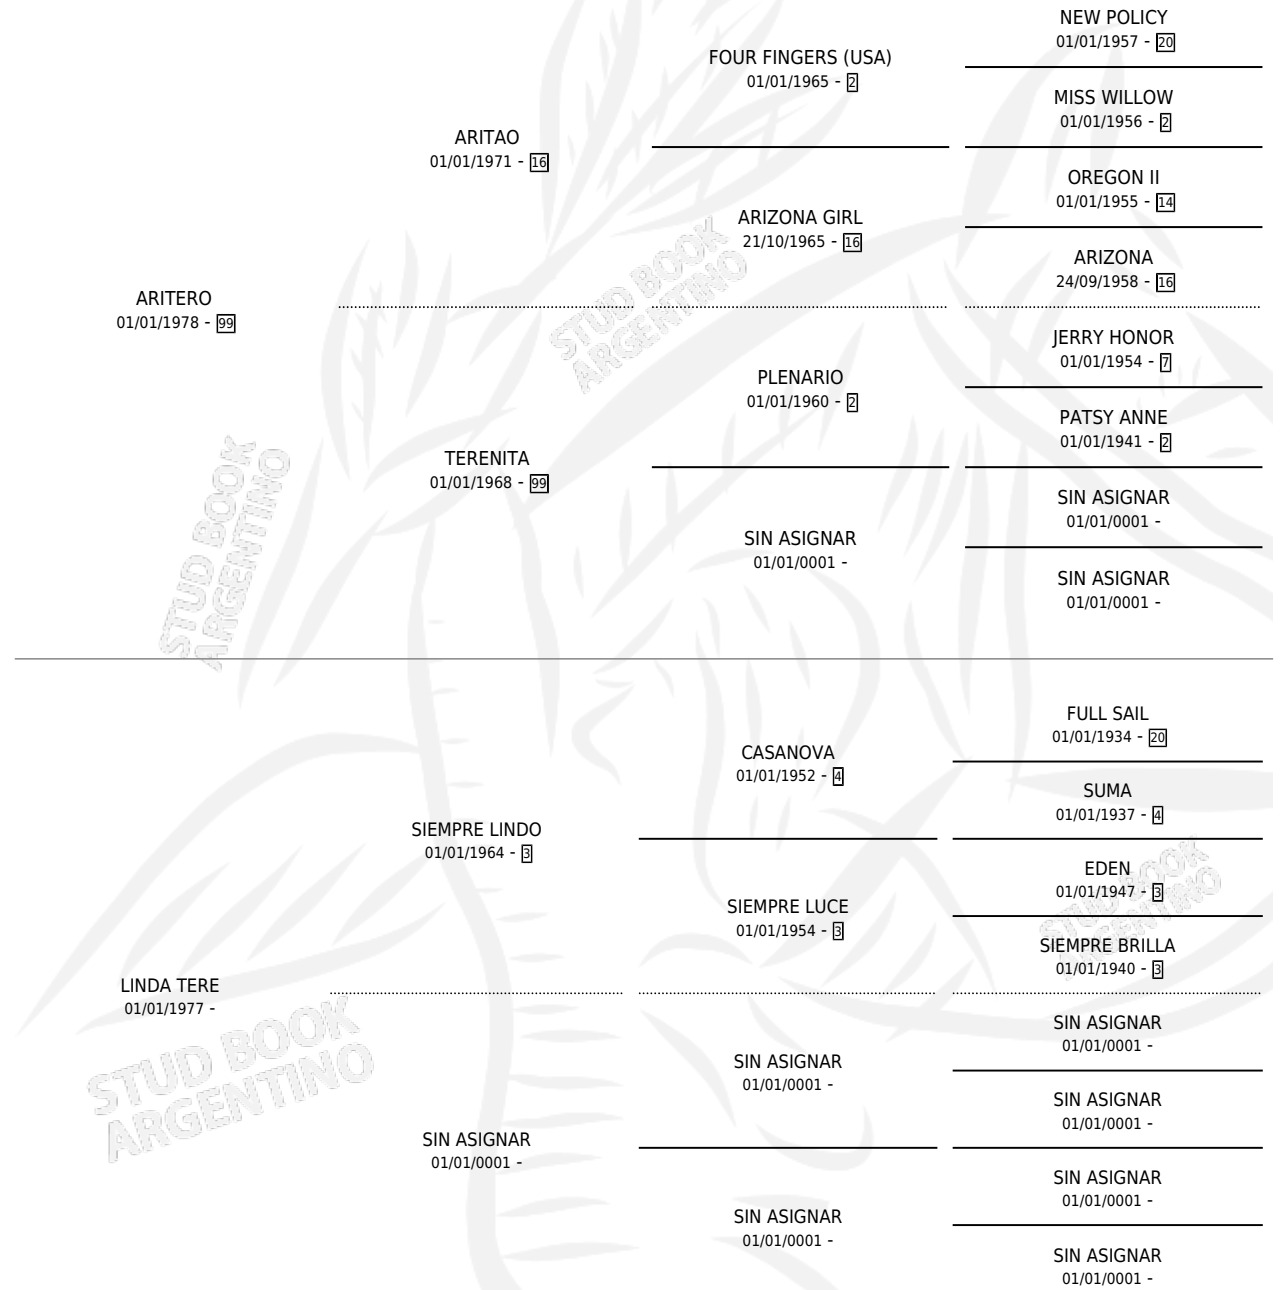 NEW POLICY
01/01/1957 - 20
FOUR FINGERS (USA)
01/01/1965 - 2
MISS WILLOW
01/01/1956 - 2
ARITAO
01/01/1971 - 16
OREGON II
01/01/1955 - 14
ARIZONA GIRL
21/10/1965 - 16
ARIZONA
24/09/1958 - 16
ARITERO
01/01/1978 - 99
JERRY HONOR
01/01/1954 - 7
PLENARIO
01/01/1960 - 2
PATSY ANNE
01/01/1941 - 2
TERENITA
01/01/1968 - 99
SIN ASIGNAR
01/01/0001 -
SIN ASIGNAR
01/01/0001 -
SIN ASIGNAR
01/01/0001 -
FULL SAIL
01/01/1934 - 20
CASANOVA
01/01/1952 - 4
SUMA
01/01/1937 - 4
SIEMPRE LINDO
01/01/1964 - 3
EDEN
01/01/1947 - 3
SIEMPRE LUCE
01/01/1954 - 3
SIEMPRE BRILLA
01/01/1940 - 3
LINDA TERE
01/01/1977 -
SIN ASIGNAR
01/01/0001 -
SIN ASIGNAR
01/01/0001 -
SIN ASIGNAR
01/01/0001 -
SIN ASIGNAR
01/01/0001 -
SIN ASIGNAR
01/01/0001 -
SIN ASIGNAR
01/01/0001 -
SIN ASIGNAR
01/01/0001 -
STUD BOOK
ARGENTINO
STUD BOOK
ARGENTINO
STUD BOOK
ARGENTINO
STUD BOOK
ARGENTINO